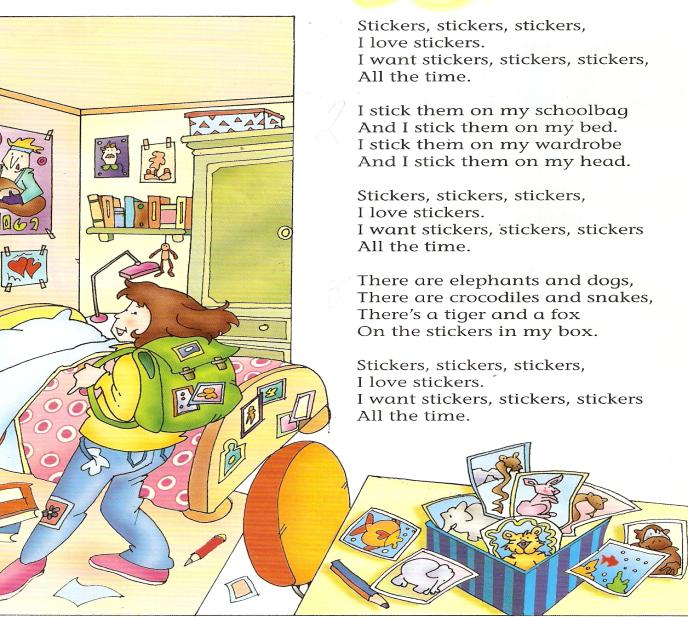 Stickers, stickers, stickers,
I love stickers.
I want stickers, stickers, stickers,
All the time.
I stick them on my schoolbag
And I stick them on my bed.
I stick them on my wardrobe
And I stick them on my head.
Stickers, stickers, stickers,
I love stickers.
I want stickers, stickers, stickers
All the time.
There are elephants and dogs,
There are crocodiles and snakes,
There's a tiger and a fox
On the stickers in my box.
Stickers, stickers, stickers,
I love stickers.
I want stickers, stickers, stickers
All the time.